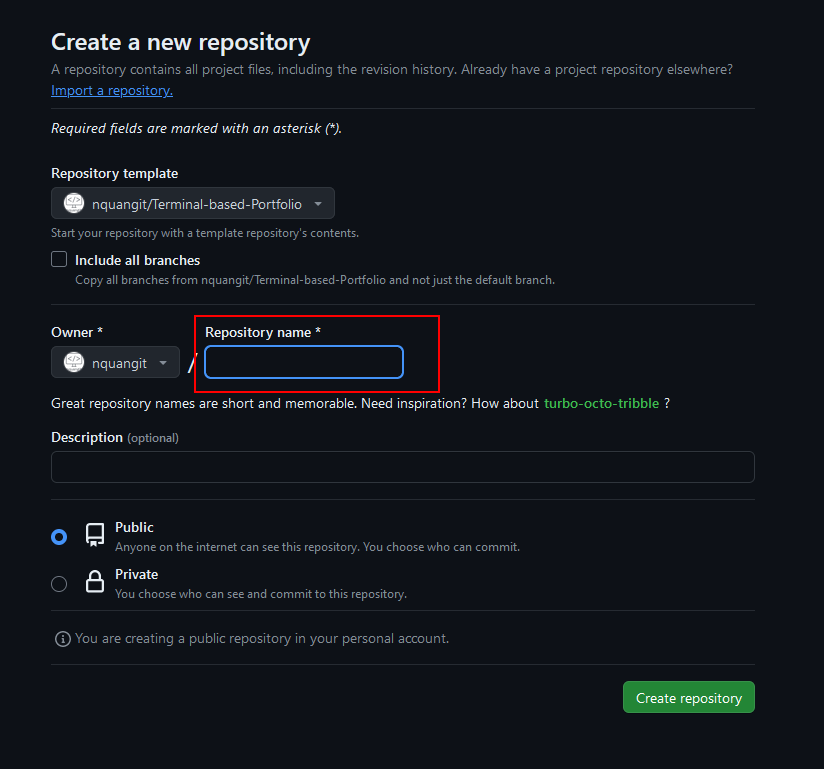 Create a new repository
A repository contains all project files, including the revision history. Already have a project repository elsewhere?
Import a repository.
Required fields are marked with an asterisk (*).
Repository template
nquangit/Terminal-based-Portfolio
Start your repository with a template repository's contents.
Include all branches
Copy all branches from nquangit/Terminal-based-Portfolio and not just the default branch.
Owner * Repository name *
nquangit /
Great repository names are short and memorable. Need inspiration? How about turbo-octo-tribble ?
Description (optional)
Public
Anyone on the internet can see this repository. You choose who can commit.
Private
You choose who can see and commit to this repository.
You are creating a public repository in your personal account.
Create repository